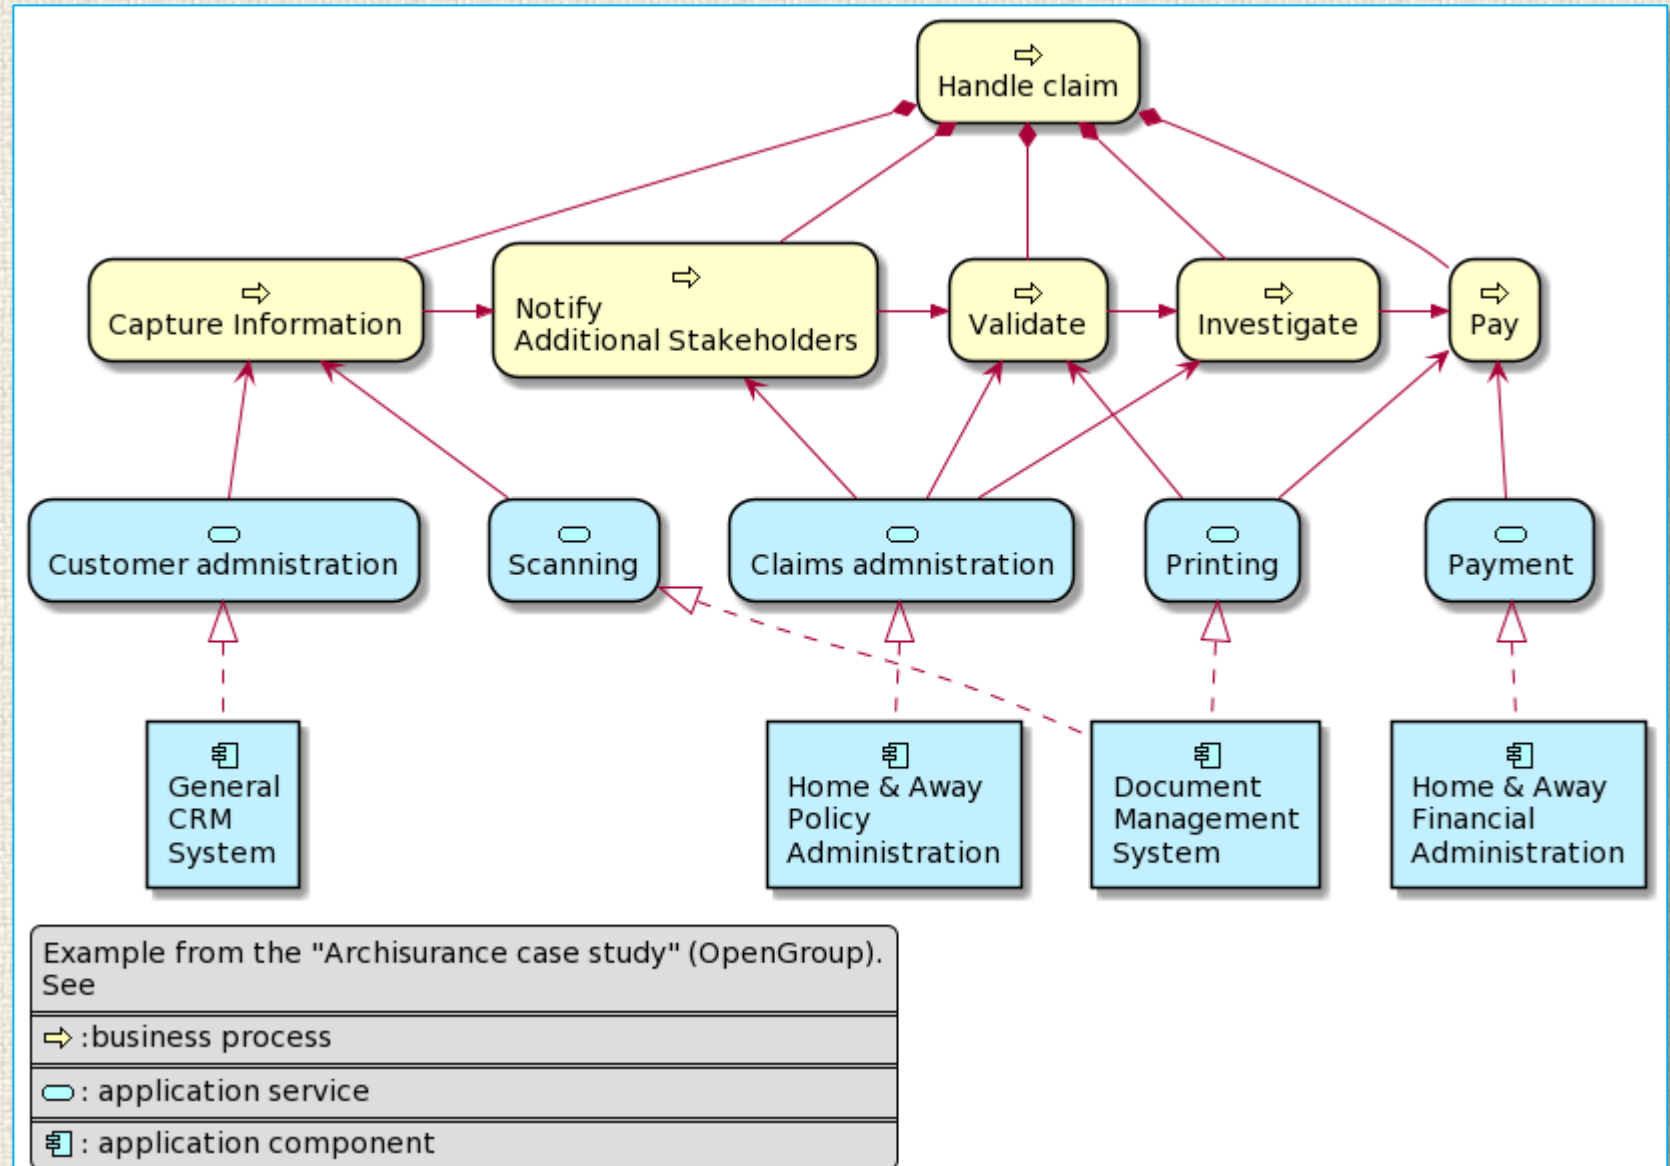 Handle claim
Capture Information
Notify
Additional Stakeholders
Validate
Investigate
Pay
Customer admnistration
Scanning
Claims admnistration
Printing
Payment
General
CRM
System
Home & Away
Policy
Administration
Document
Management
System
Home & Away
Financial
Administration
Example from the "Archisurance case study" (OpenGroup).
See
:business process
: application service
: application component